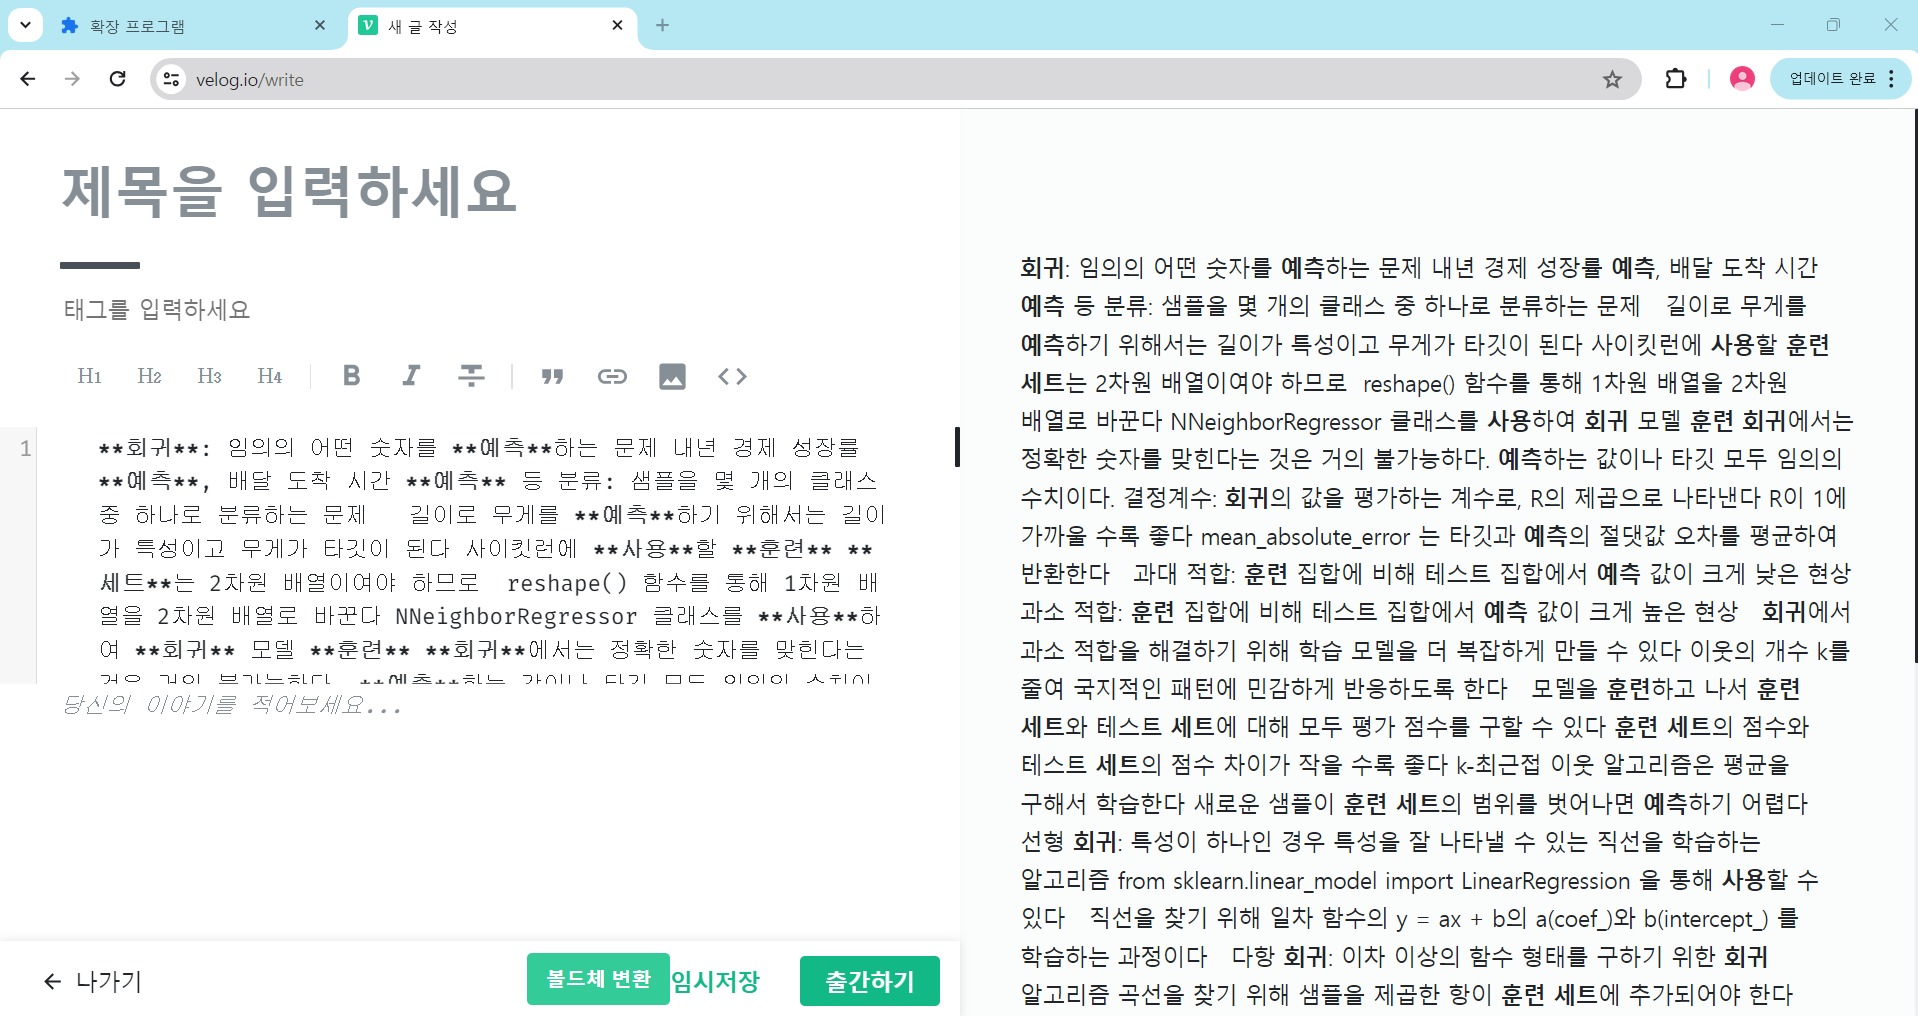 확장 프로그램
새 글 작성
velog.io/write
업데이트 완료
제목을 입력하세요
태그를 입력하세요
H1 H2 H3 H4
1
**회귀**: 임의의 어떤 숫자를 **예측**하는 문제 내년 경제 성장률
**예측**, 배달 도착 시간 **예측** 등 분류: 샘플을 몇 개의 클래스
중 하나로 분류하는 문제 길이로 무게를 **예측**하기 위해서는 길이
가 특성이고 무게가 타깃이 된다 사이킷런에 **사용**할 **훈련** **
세트**는 2차원 배열이여야 하므로 reshape() 함수를 통해 1차원 배
열을 2차원 배열로 바꾼다 NNeighborRegressor 클래스를 **사용**하
여 **회귀** 모델 **훈련** **회귀**에서는 정확한 숫자를 맞힌다는
것은 거의 불가능하다. **예측**하는 값이나 타깃 모두 임의의 수치이
당신의 이야기를 적어보세요...
나가기
볼드체 변환
임시저장
출간하기
회귀: 임의의 어떤 숫자를 예측하는 문제 내년 경제 성장률 예측, 배달 도착 시간
예측 등 분류: 샘플을 몇 개의 클래스 중 하나로 분류하는 문제 길이로 무게를
예측하기 위해서는 길이가 특성이고 무게가 타깃이 된다 사이킷런에 사용할 훈련
세트는 2차원 배열이여야 하므로 reshape() 함수를 통해 1차원 배열을 2차원
배열로 바꾼다 NNeighborRegressor 클래스를 사용하여 회귀 모델 훈련 회귀에서는
정확한 숫자를 맞힌다는 것은 거의 불가능하다. 예측하는 값이나 타깃 모두 임의의
수치이다. 결정계수: 회귀의 값을 평가하는 계수로, R의 제곱으로 나타낸다 R이 1에
가까울 수록 좋다 mean_absolute_error 는 타깃과 예측의 절댓값 오차를 평균하여
반환한다 과대 적합: 훈련 집합에 비해 테스트 집합에서 예측 값이 크게 낮은 현상
과소 적합: 훈련 집합에 비해 테스트 집합에서 예측 값이 크게 높은 현상 회귀에서
과소 적합을 해결하기 위해 학습 모델을 더 복잡하게 만들 수 있다 이웃의 개수 k를
줄여 국지적인 패턴에 민감하게 반응하도록 한다 모델을 훈련하고 나서 훈련
세트와 테스트 세트에 대해 모두 평가 점수를 구할 수 있다 훈련 세트의 점수와
테스트 세트의 점수 차이가 작을 수록 좋다 k-최근접 이웃 알고리즘은 평균을
구해서 학습한다 새로운 샘플이 훈련 세트의 범위를 벗어나면 예측하기 어렵다
선형 회귀: 특성이 하나인 경우 특성을 잘 나타낼 수 있는 직선을 학습하는
알고리즘 from sklearn.linear_model import LinearRegression 을 통해 사용할 수
있다 직선을 찾기 위해 일차 함수의 y = ax + b의 a(coef_)와 b(intercept_) 를
학습하는 과정이다 다항 회귀: 이차 이상의 함수 형태를 구하기 위한 회귀
알고리즘 곡선을 찾기 위해 샘플을 제곱한 항이 훈련 세트에 추가되어야 한다